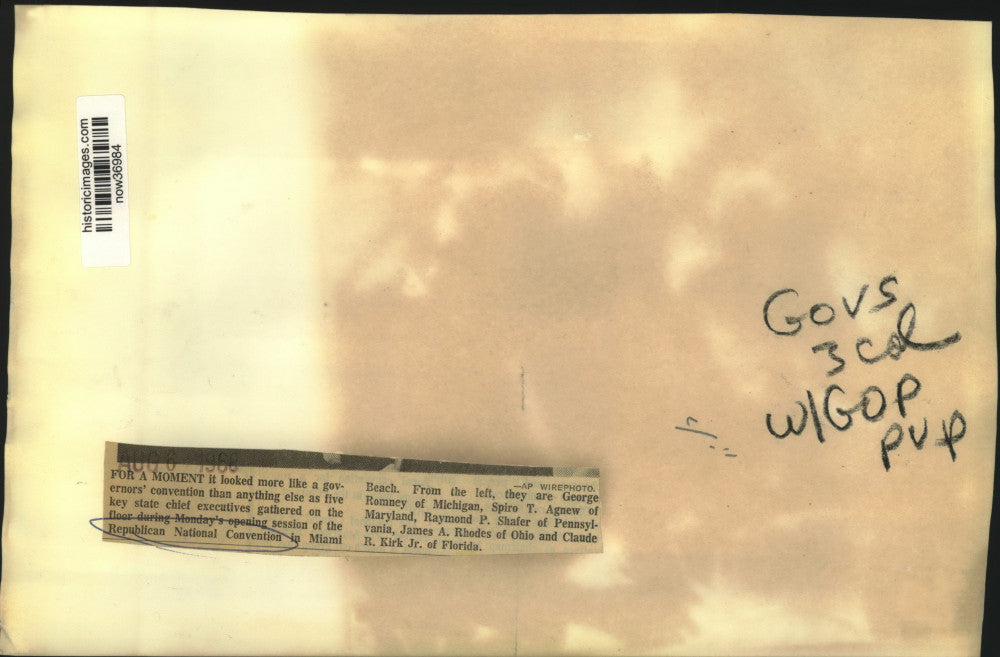 historicimages.com
now36984
Govs
3 col
w/GOP
AUG 6 1968
FOR A MOMENT it looked more like a gov-
ernors' convention than anything else as five
key state chief executives gathered on the
floor during Monday's opening session of the
Republican National Convention in Miami
—AP WIREPHOTO.
Beach. From the left, they are George
Romney of Michigan, Spiro T. Agnew of
Maryland, Raymond P. Shafer of Pennsyl-
vania, James A. Rhodes of Ohio and Claude
R. Kirk Jr. of Florida.